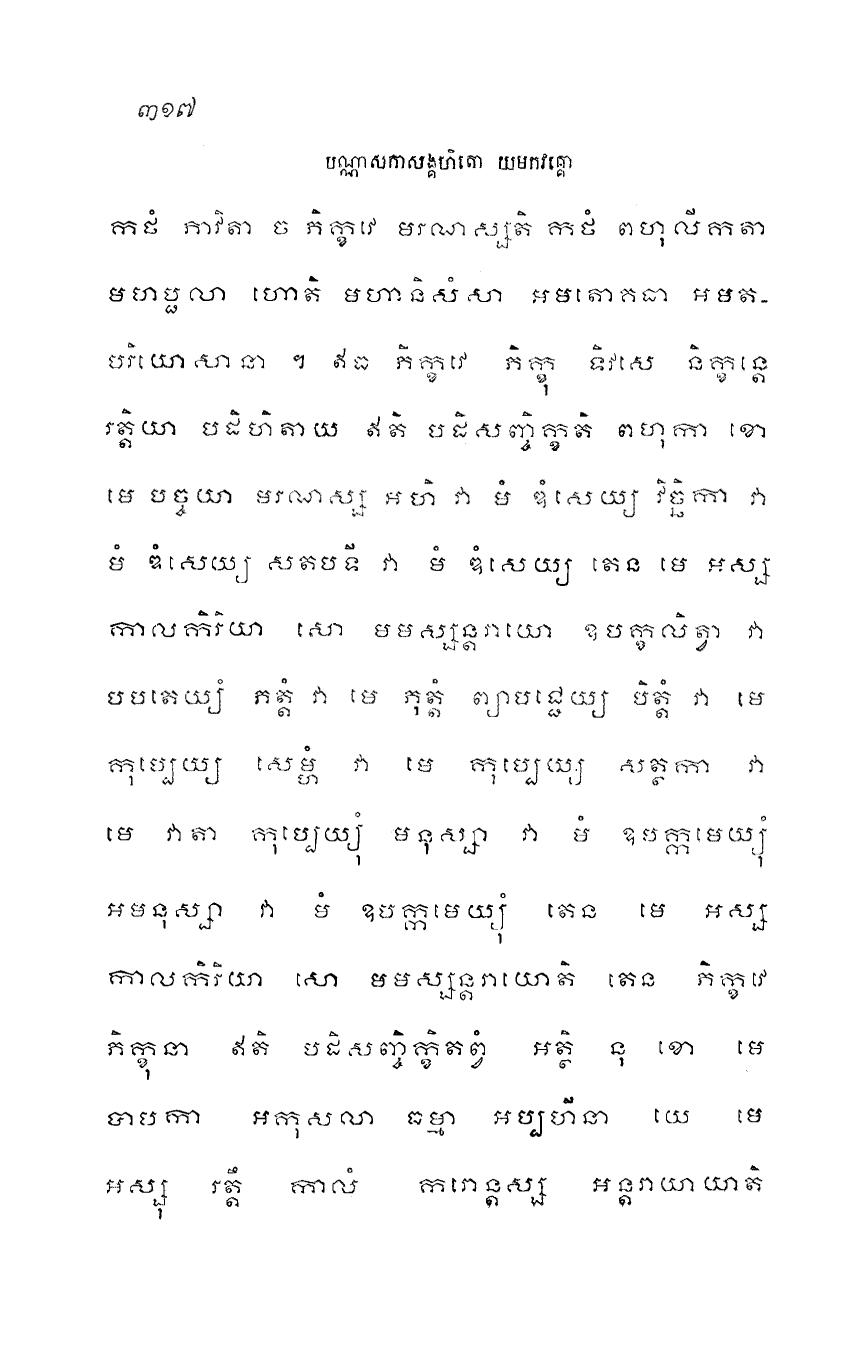 ៣១៧
បណ្ណាសកាសង្គហិតោ យមកវគ្គោ
កថំ ភាវិតា ច ភិក្ខវេ មរណាស្សតិ កថំ ពហុលីកតា
មហប្ផលា ហោតិ មហានិសំសា អមតោគធា អមត-
បរិយោសានា ។ ឥធ ភិក្ខវេ ភិក្ខុ ទិវសេ និក្ខន្តេ
រត្តិយា បដិហិតាយ ឥតិ បដិសញ្ចិក្ខតិ ពហុកា ខោ
មេ បច្ចយា មរណាស្ស អហិ វា មំ ឌំសេយ្យ វិច្ឆិកា វា
មំ ឌំសេយ្យ សតបទី វា មំ ឌំសេយ្យ តេន មេ អស្ស
កាលកិរិយា សោ មមស្សន្តរាយោ ឧបក្ខលិត្វា វា
បបតេយ្យំ ភត្តំ វា មេ ភុត្តំ ព្យាបជ្ជេយ្យ បិត្តំ វា មេ
កុប្បេយ្យ សេម្ហំ វា មេ កុប្បេយ្យ សត្ថកា វា
មេ វាតា កុប្បេយ្យុំ មនុស្សា វា មំ ឧបក្កមេយ្យុំ
អមនុស្សា វា មំ ឧបក្កមេយ្យុំ តេន មេ អស្ស
កាលកិរិយា សោ មមស្សន្តរាយោតិ តេន ភិក្ខវេ
ភិក្ខុនា ឥតិ បដិសញ្ចិក្ខិតព្វំ អត្ថិ នុ ខោ មេ
បាបកា អកុសលា ធម្មា អប្បហីនា យេ មេ
អស្សុ រត្តឹ កាលំ ករោន្តស្ស អន្តរាយាយាតិ